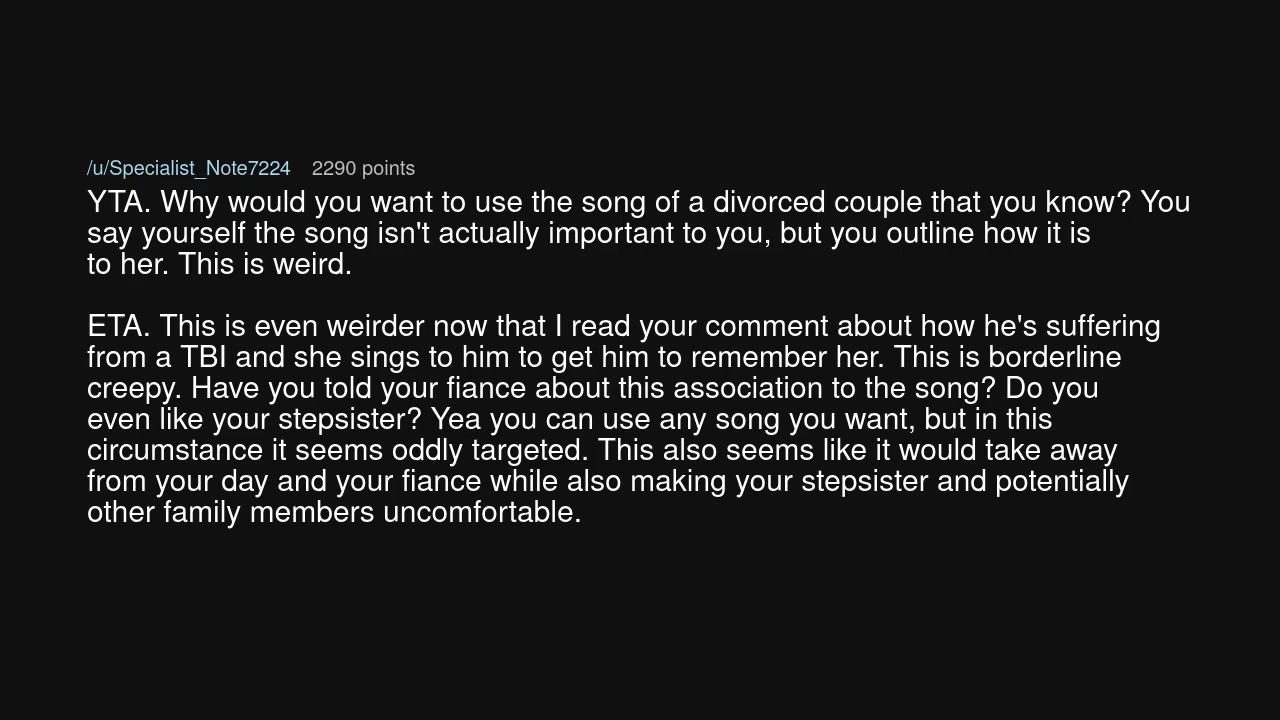 /u/Specialist_Note7224 2290 points
YTA. Why would you want to use the song of a divorced couple that you know? You
say yourself the song isn't actually important to you, but you outline how it is
to her. This is weird.
ETA. This is even weirder now that I read your comment about how he's suffering
from a TBI and she sings to him to get him to remember her. This is borderline
creepy. Have you told your fiance about this association to the song? Do you
even like your stepsister? Yea you can use any song you want, but in this
circumstance it seems oddly targeted. This also seems like it would take away
from your day and your fiance while also making your stepsister and potentially
other family members uncomfortable.